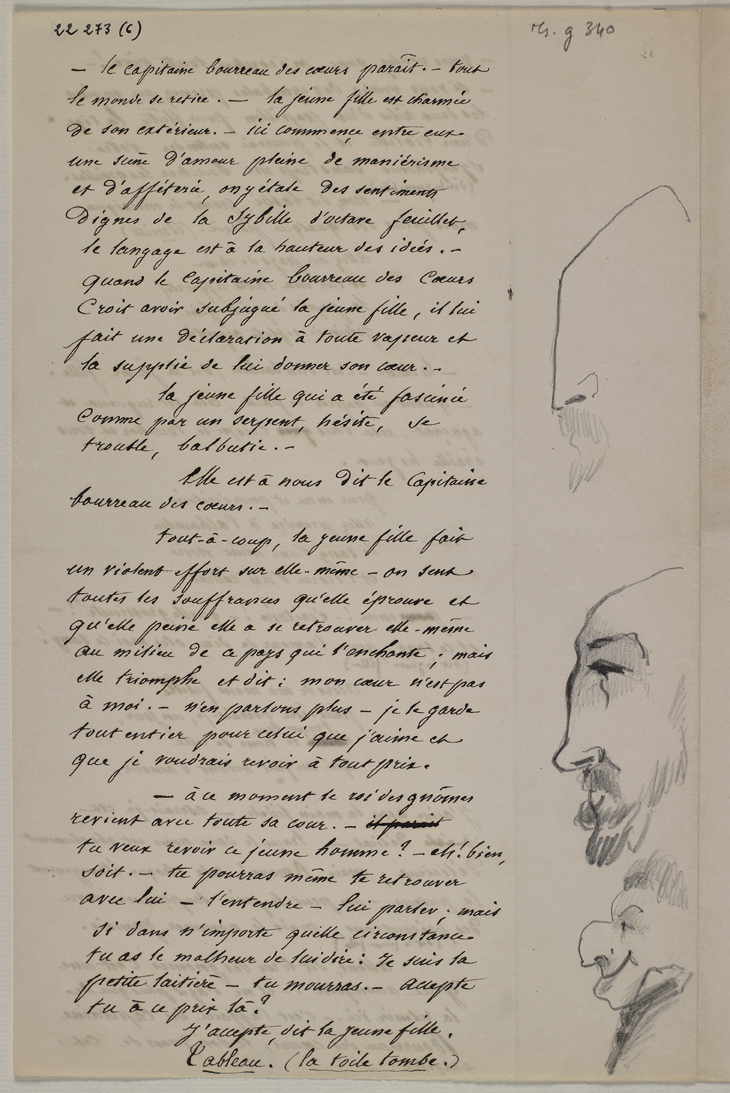 22 273 (6)
g 340
— le capitaine bourreau des cœurs paraît. — tout
le monde se retire. — la jeune fille est charmée
de son extérieur. — ici commence entre eux
une scène d'amour pleine de maniérisme
et d'afféterie, on y étale des sentiments
dignes de la Sybille d'octave feuillet,
le langage est à la hauteur des idées. —
quand le Capitaine bourreau des Cœurs
Croit avoir subjugué la jeune fille, il lui
fait une déclaration à toute vapeur et
la supplie de lui donner son cœur. —
la jeune fille qui a été fascinée
Comme par un serpent, hésite, se
trouble, balbutie. —
Elle est à nous dit le Capitaine
bourreau des cœurs. —
tout-à-coup, la jeune fille fait
un violent effort sur elle-même — on sent
toutes les souffrances qu'elle éprouve et
qu'elle peine elle a se retrouver elle-même
au milieu de ce pays qui l'enchante ; mais
elle triomphe et dit : mon cœur n'est pas
à moi. — n'en parlons plus — je le garde
tout entier pour celui que j'aime et
que je voudrais revoir à tout prix.
— à ce moment le roi des gnômes
revient avec toute sa cour. — il parait
tu veux revoir ce jeune homme ? — eh ! bien,
soit. — tu pourras même te retrouver
avec lui — l'entendre — lui parler ; mais
si dans n'importe quelle circonstance
tu as le malheur de lui dire : Je suis la
petite laitière — tu mourras. — acepte
tu à ce prix là ?
J'accepte, dit la jeune fille.
Tableau. (la toile tombe.)